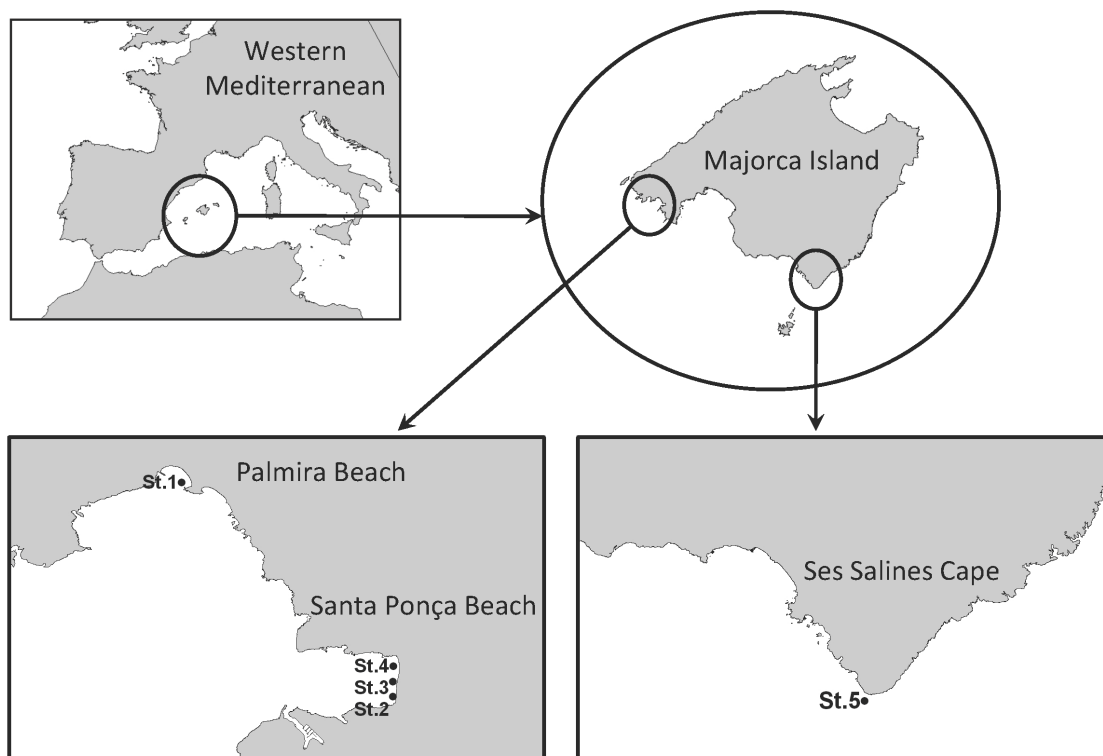 Western
Mediterranean
Majorca Island
Palmira Beach
St.1
Santa Ponça Beach
St.4
St.3
St.2
Ses Salines Cape
St.5